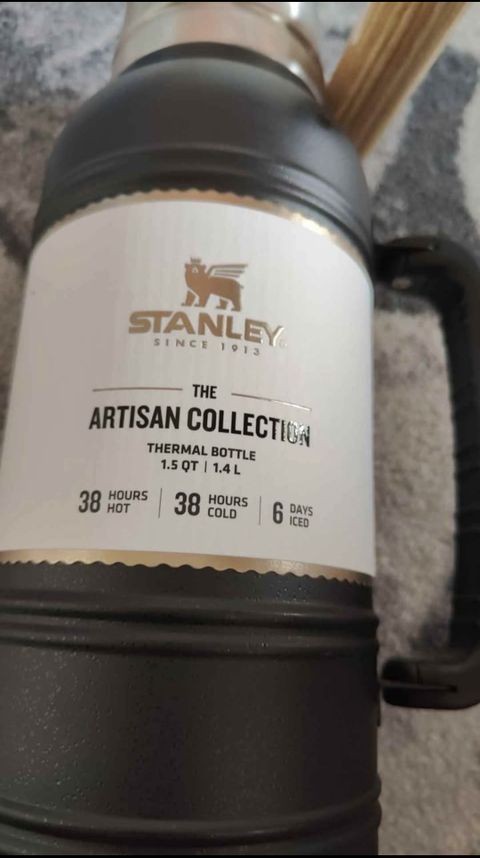 STANLEY
SINCE 1913
THE
ARTISAN COLLECTION
THERMAL BOTTLE
1.5 QT | 1.4 L
38 HOURS HOT | 38 HOURS COLD | 6 DAYS ICED